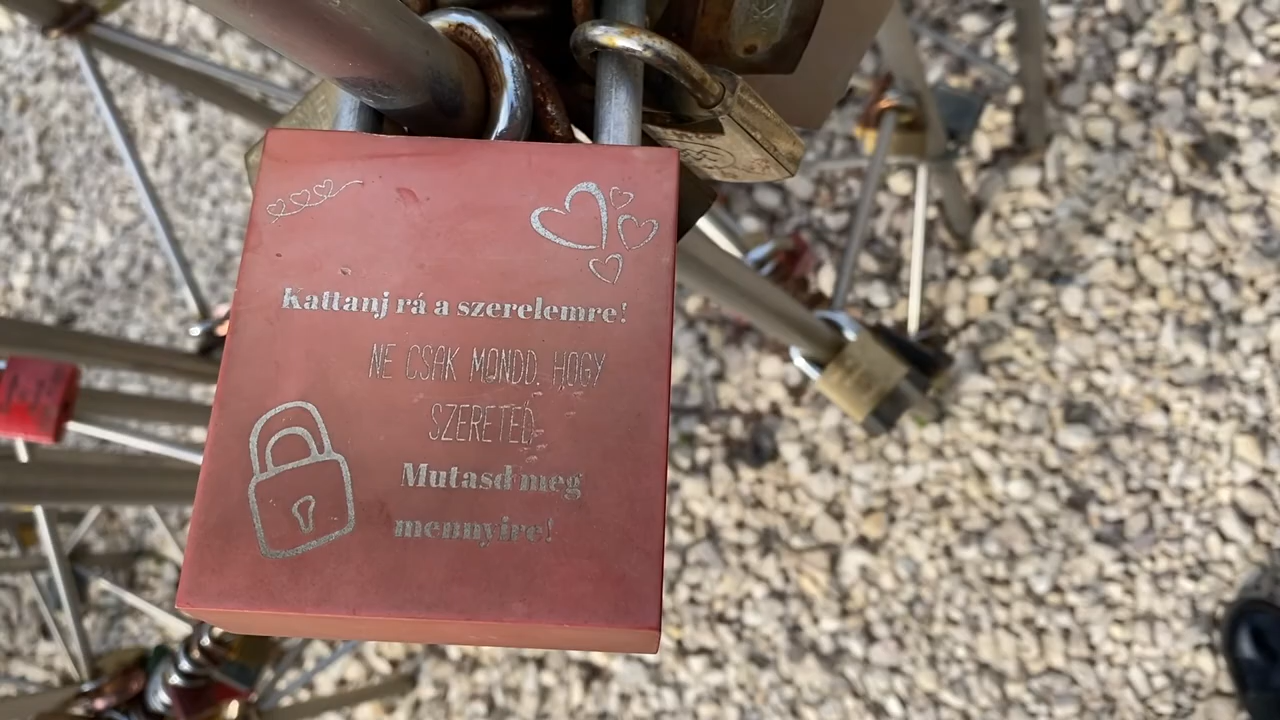 Kattanj rá a szerelemre!
NE CSAK MONDD, HOGY
SZERETED,
Mutasd meg
mennyire!